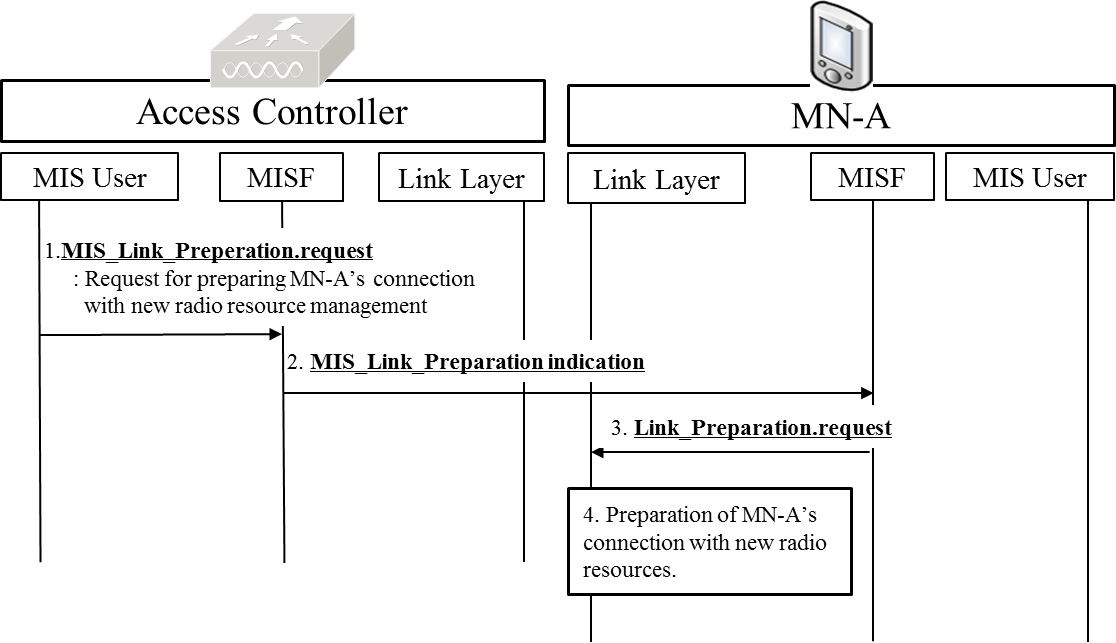 Access Controller
MN-A
MIS User
MISF
Link Layer
Link Layer
MISF
MIS User
1.MIS_Link_Preperation.request
: Request for preparing MN-A’s connection
with new radio resource management
2. MIS_Link_Preparation indication
3. Link_Preparation.request
4. Preparation of MN-A’s
connection with new radio
resources.